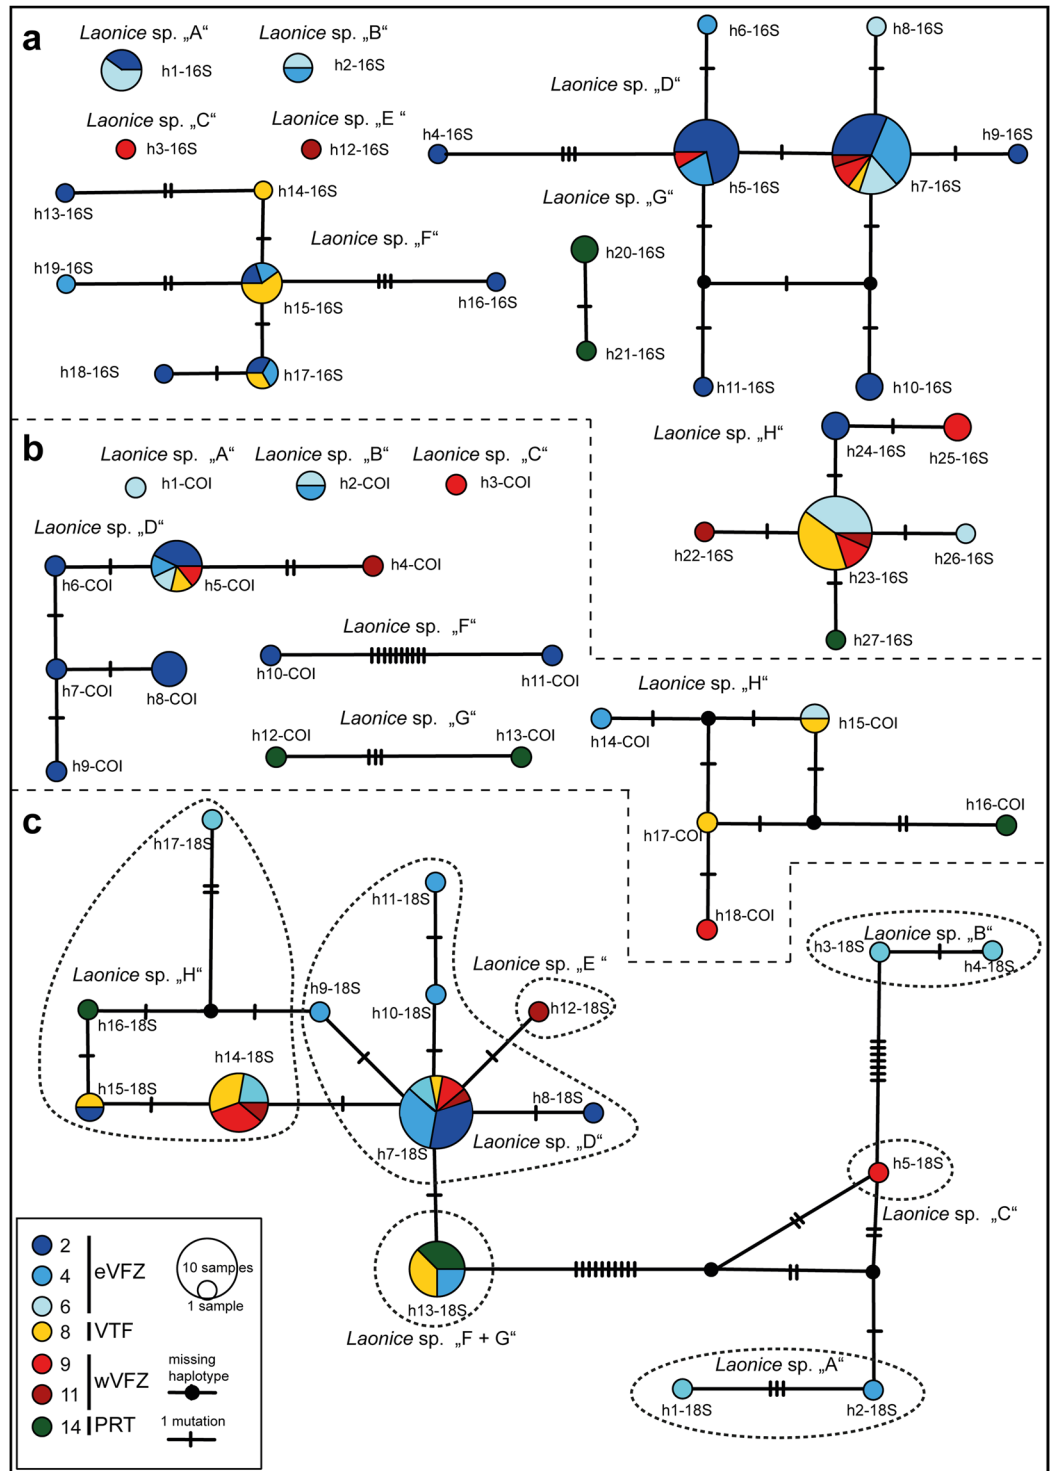 a
Laonice sp. „A“
h1-16S
Laonice sp. „B“
h2-16S
Laonice sp. „C“
h3-16S
Laonice sp. „E “
h12-16S
h13-16S
h14-16S
Laonice sp. „F“
h19-16S
h15-16S
h16-16S
h18-16S
h17-16S
h6-16S
h8-16S
Laonice sp. „D“
h4-16S
h9-16S
h5-16S
h7-16S
Laonice sp. „G“
h20-16S
h21-16S
h11-16S
h10-16S
Laonice sp. „H“
h24-16S
h25-16S
h22-16S
h26-16S
h23-16S
h27-16S
b
Laonice sp. „A“
h1-COI
Laonice sp. „B“
h2-COI
Laonice sp. „C“
h3-COI
Laonice sp. „D“
h6-COI
h5-COI
h4-COI
h7-COI
h8-COI
h9-COI
Laonice sp. „F“
h10-COI
h11-COI
Laonice sp. „G“
h12-COI
h13-COI
Laonice sp. „H“
h14-COI
h15-COI
h17-COI
h16-COI
h18-COI
c
h17-18S
Laonice sp. „H“
h16-18S
h14-18S
h15-18S
h11-18S
h9-18S
h10-18S
Laonice sp. „E “
h12-18S
h8-18S
h7-18S
Laonice sp. „D“
h13-18S
Laonice sp. „F + G“
Laonice sp. „B“
h3-18S
h4-18S
h5-18S
Laonice sp. „C“
Laonice sp. „A“
h1-18S
h2-18S
2
4
6
eVFZ
8
VTF
9
11
wVFZ
14
PRT
10 samples
1 sample
missing
haplotype
1 mutation